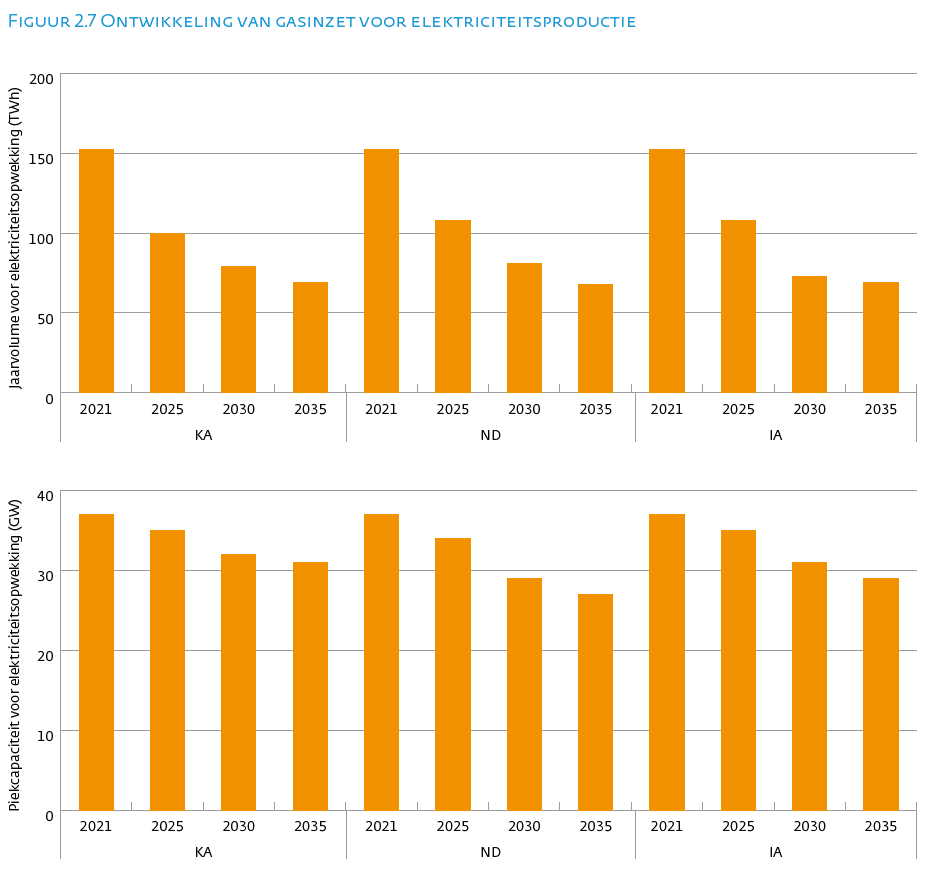 Figuur 2.7 Ontwikkeling van gasinzet voor elektriciteitsproductie
Jaarvolume voor elektriciteitsopwekking (TWh)
200
150
100
50
0
2021 2025 2030 2035 2021 2025 2030 2035 2021 2025 2030 2035
KA ND IA
Piekcapaciteit voor elektriciteitsopwekking (GW)
40
30
20
10
0
2021 2025 2030 2035 2021 2025 2030 2035 2021 2025 2030 2035
KA ND IA